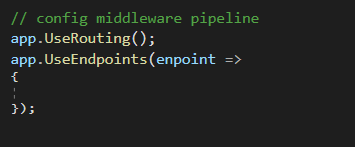 // config middleware pipeline
app.UseRouting();
app.UseEndpoints(enpoint =>
{
});